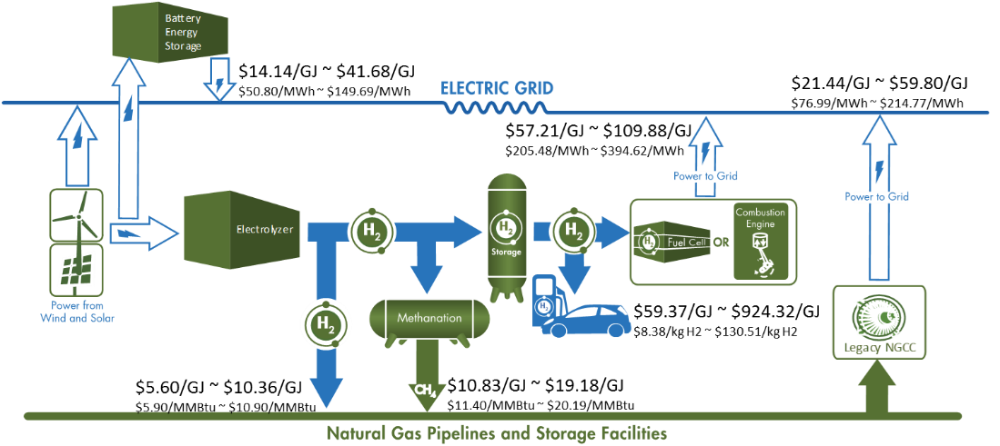 Battery
Energy
Storage
$14.14/GJ ~ $41.68/GJ
$50.80/MWh ~ $149.69/MWh
ELECTRIC GRID
$21.44/GJ ~ $59.80/GJ
$76.99/MWh ~ $214.77/MWh
$57.21/GJ ~ $109.88/GJ
$205.48/MWh ~ $394.62/MWh
Power to Grid
Power to Grid
Electrolyzer
H2
H2
Storage
H2
H2
Fuel Cell
OR
Combustion
Engine
Power from
Wind and Solar
H2
Methanation
H2
$59.37/GJ ~ $924.32/GJ
$8.38/kg H2 ~ $130.51/kg H2
Legacy NGCC
$5.60/GJ ~ $10.36/GJ
$5.90/MMBtu ~ $10.90/MMBtu
CH4
$10.83/GJ ~ $19.18/GJ
$11.40/MMBtu ~ $20.19/MMBtu
Natural Gas Pipelines and Storage Facilities